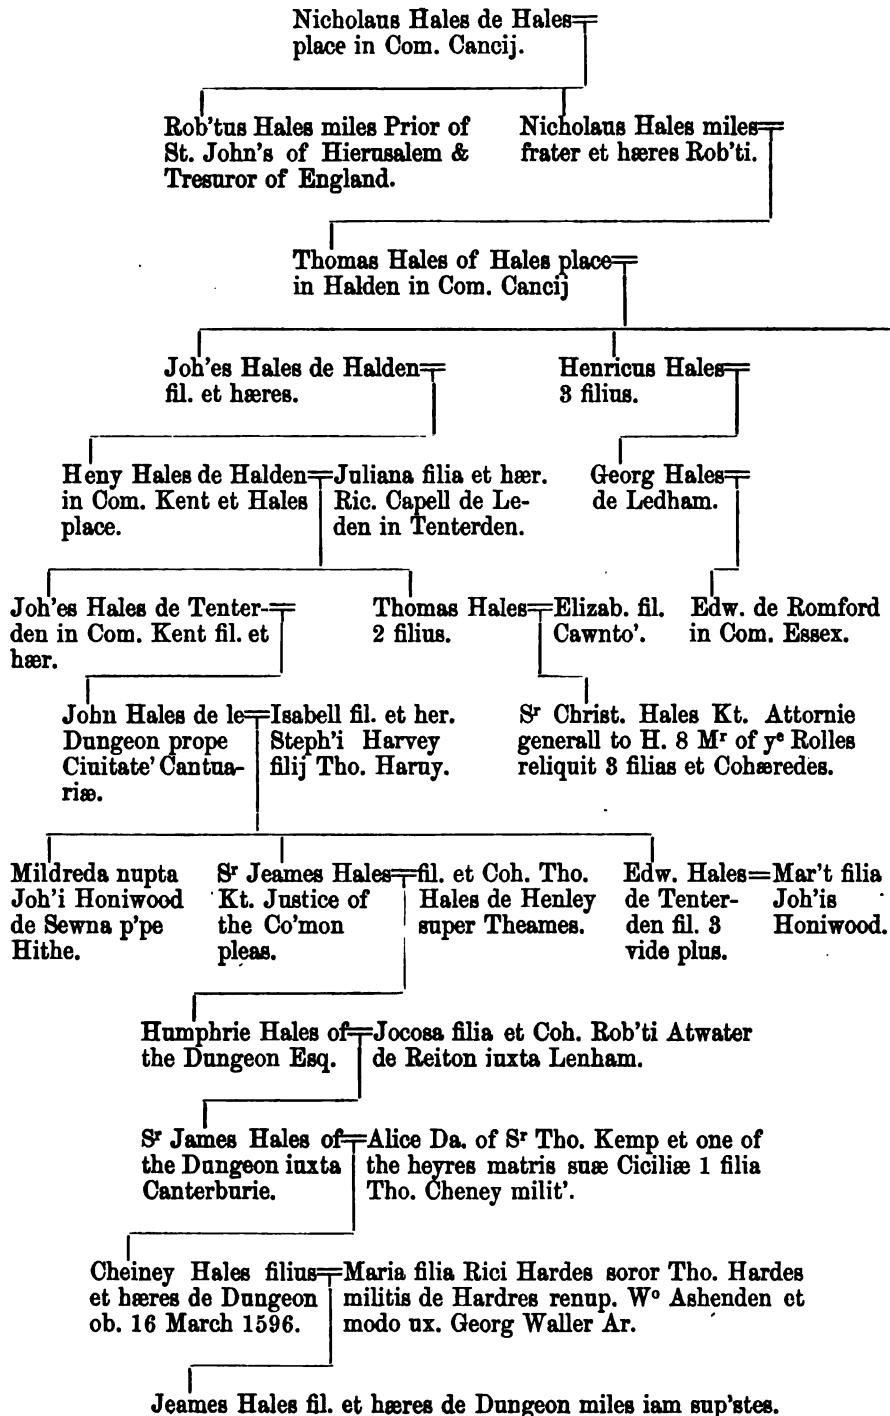 Nicholaus Hales de Hales
place in Com. Cancij.
Rob'tus Hales miles Prior of
St. John's of Hierusalem &
Tresuror of England.
Nicholaus Hales miles
frater et hæres Rob'ti.
Thomas Hales of Hales place
in Halden in Com. Cancij
Joh'es Hales de Halden
fil. et hæres.
Henricus Hales
3 filius.
Heny Hales de Halden
in Com. Kent et Hales
place.
Juliana filia et hær.
Ric. Capell de Le-
den in Tenterden.
Georg Hales
de Ledham.
Joh'es Hales de Tenter-
den in Com. Kent fil. et
hær.
Thomas Hales
2 filius.
Elizab. fil.
Cawnto'.
Edw. de Romford
in Com. Essex.
John Hales de le
Dungeon prope
Ciuitate' Cantua-
riæ.
Isabell fil. et her.
Steph'i Harvey
filij Tho. Haruy.
Sʳ Christ. Hales Kt. Attornie
generall to H. 8 Mʳ of yᵉ Rolles
reliquit 3 filias et Cohæredes.
Mildreda nupta
Joh'i Honiwood
de Sewna p'pe
Hithe.
Sʳ Jeames Hales
Kt. Justice of
the Co'mon
pleas.
fil. et Coh. Tho.
Hales de Henley
super Theames.
Edw. Hales
de Tenter-
den fil. 3
vide plus.
Mar't filia
Joh'is
Honiwood.
Humphrie Hales of
the Dungeon Esq.
Jocosa filia et Coh. Rob'ti Atwater
de Reiton iuxta Lenham.
Sʳ James Hales of
the Dungeon iuxta
Canterburie.
Alice Da. of Sʳ Tho. Kemp et one of
the heyres matris suæ Ciciliæ 1 filia
Tho. Cheney milit'.
Cheiney Hales filius
et hæres de Dungeon
ob. 16 March 1596.
Maria filia Rici Hardes soror Tho. Hardes
militis de Hardres renup. Wᵒ Ashenden et
modo ux. Georg Waller Ar.
Jeames Hales fil. et hæres de Dungeon miles iam sup'stes.